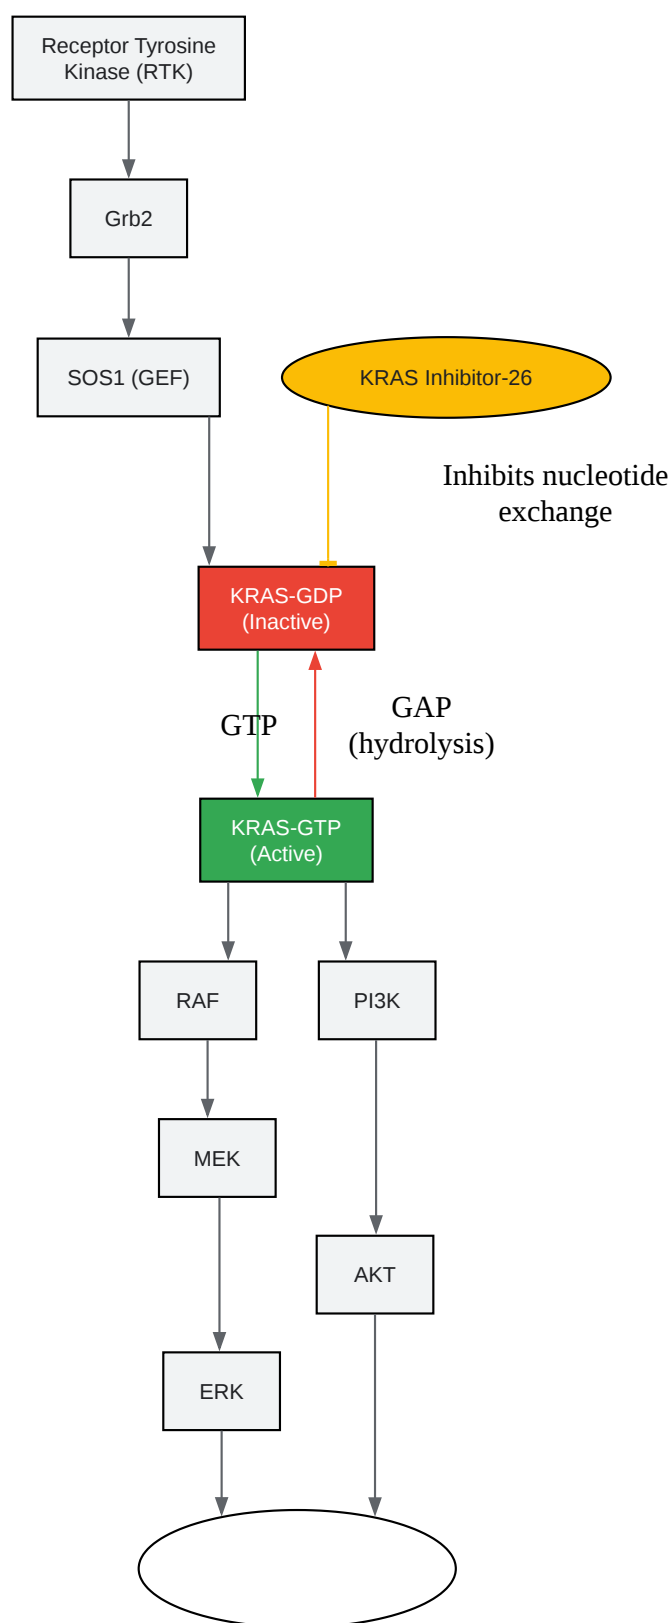 Receptor Tyrosine
Kinase (RTK)
Grb2
SOS1 (GEF)
KRAS Inhibitor-26
Inhibits nucleotide
exchange
KRAS-GDP
(Inactive)
GTP
GAP
(hydrolysis)
KRAS-GTP
(Active)
RAF
PI3K
MEK
AKT
ERK